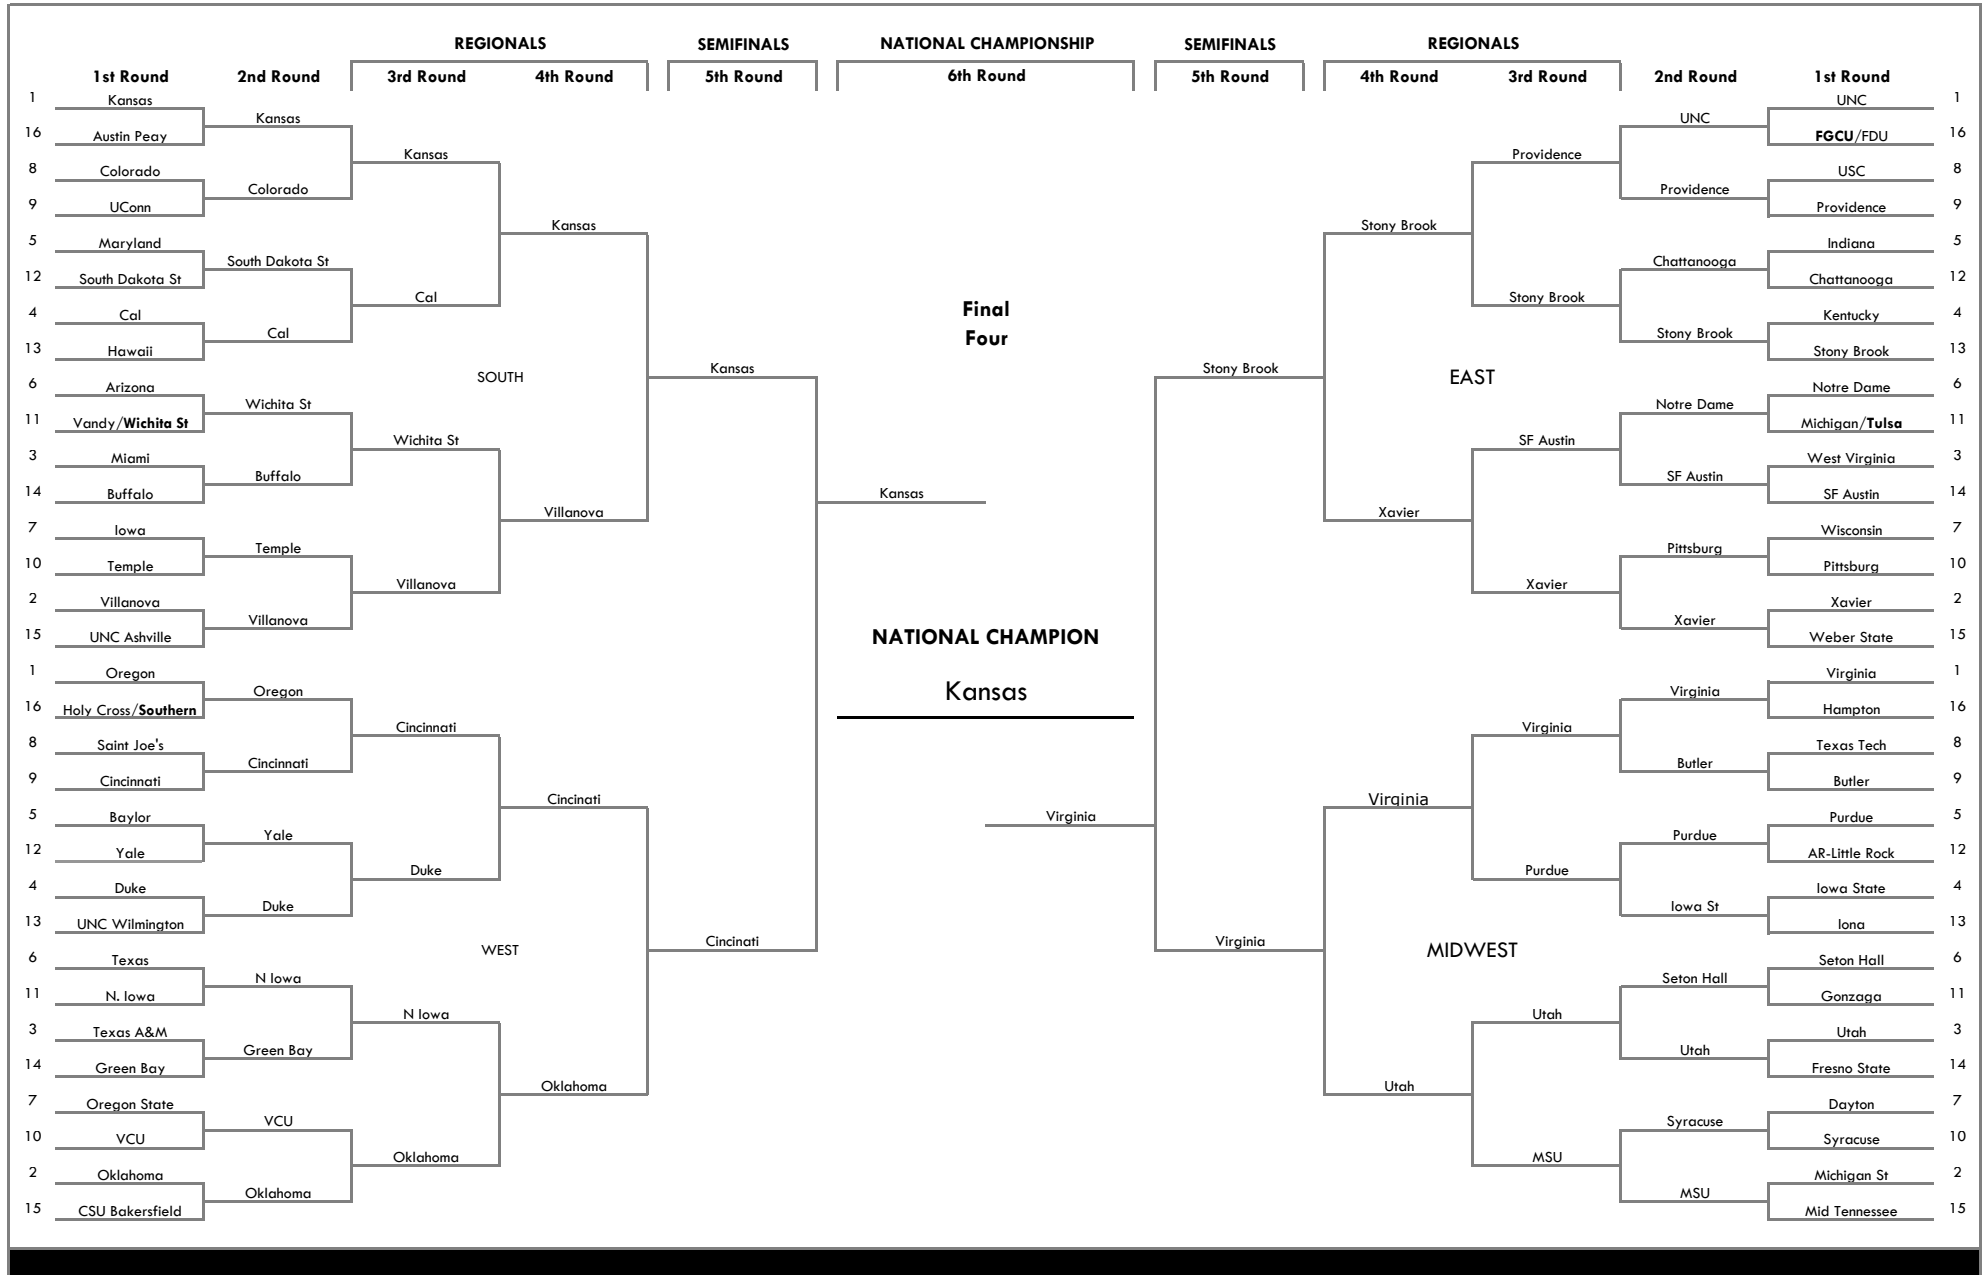 REGIONALS
SEMIFINALS
NATIONAL CHAMPIONSHIP
SEMIFINALS
REGIONALS
1st Round
2nd Round
3rd Round
4th Round
5th Round
6th Round
5th Round
4th Round
3rd Round
2nd Round
1st Round
1
Kansas
16
Austin Peay
8
Colorado
9
UConn
5
Maryland
12
South Dakota St
4
Cal
13
Hawaii
6
Arizona
11
Vandy/Wichita St
3
Miami
14
Buffalo
7
Iowa
10
Temple
2
Villanova
15
UNC Ashville
Kansas
Colorado
South Dakota St
Cal
Wichita St
Buffalo
Temple
Villanova
Kansas
Cal
Wichita St
Villanova
Kansas
Villanova
SOUTH
Kansas
1
Oregon
16
Holy Cross/Southern
8
Saint Joe's
9
Cincinnati
5
Baylor
12
Yale
4
Duke
13
UNC Wilmington
6
Texas
11
N. Iowa
3
Texas A&M
14
Green Bay
7
Oregon State
10
VCU
2
Oklahoma
15
CSU Bakersfield
Oregon
Cincinnati
Yale
Duke
N Iowa
Green Bay
VCU
Oklahoma
Cincinnati
Duke
N Iowa
Oklahoma
Cincinati
Oklahoma
WEST
Cincinati
Final
Four
Kansas
NATIONAL CHAMPION
Kansas
Virginia
Stony Brook
EAST
Stony Brook
Xavier
Providence
Stony Brook
SF Austin
Xavier
UNC
Providence
Chattanooga
Stony Brook
Notre Dame
SF Austin
Pittsburg
Xavier
UNC
1
FGCU/FDU
16
USC
8
Providence
9
Indiana
5
Chattanooga
12
Kentucky
4
Stony Brook
13
Notre Dame
6
Michigan/Tulsa
11
West Virginia
3
SF Austin
14
Wisconsin
7
Pittsburg
10
Xavier
2
Weber State
15
Virginia
MIDWEST
Virginia
Utah
Virginia
Purdue
Utah
MSU
Virginia
Butler
Purdue
Iowa St
Seton Hall
Utah
Syracuse
MSU
Virginia
1
Hampton
16
Texas Tech
8
Butler
9
Purdue
5
AR-Little Rock
12
Iowa State
4
Iona
13
Seton Hall
6
Gonzaga
11
Utah
3
Fresno State
14
Dayton
7
Syracuse
10
Michigan St
2
Mid Tennessee
15